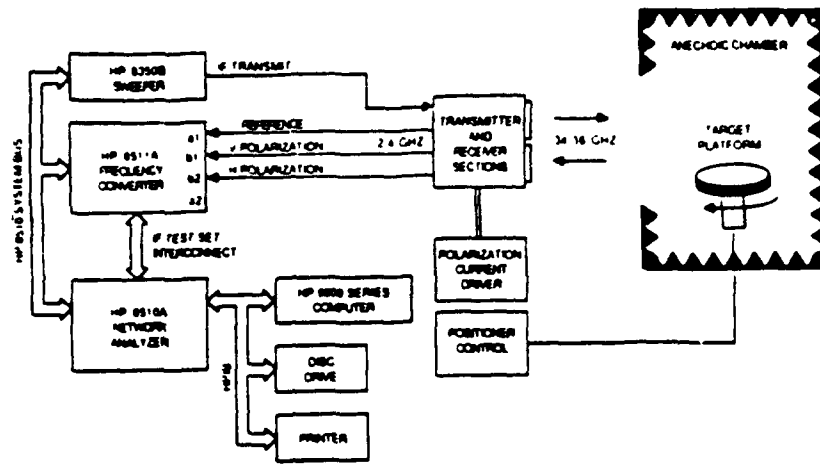 HP 8350B
SWEEPER
IF TRANSMIT
HP 8511A
FREQUENCY
CONVERTER
a1
b1
b2
a2
REFERENCE
V POLARIZATION
H POLARIZATION
2-6 GHZ
TRANSMITTER
AND
RECEIVER
SECTIONS
34-36 GHZ
ANECHOIC CHAMBER
TARGET
PLATFORM
HP 8510 SYSTEM BUS
IF TEST SET
INTERCONNECT
HP 8510A
NETWORK
ANALYZER
HPIB
HP 9000 SERIES
COMPUTER
DISC
DRIVE
PRINTER
POLARIZATION
CURRENT
DRIVER
POSITIONER
CONTROL